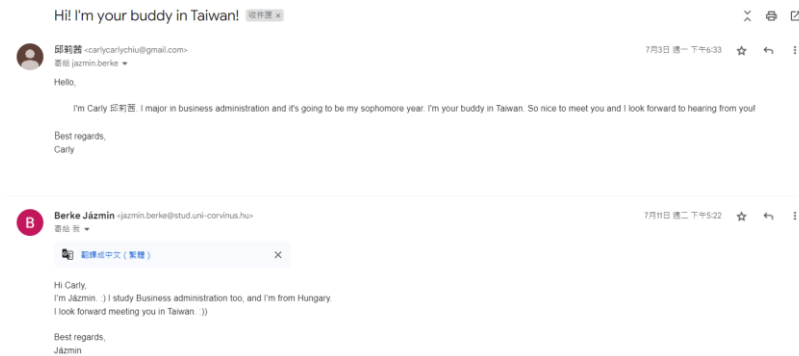 Hi! I'm your buddy in Taiwan! 收件匣 ×
邱莉茜 <carlycarlychiu@gmail.com>
7月3日 週一 下午6:33
寄給 jazmin.berke
Hello,
I'm Carly 邱莉茜. I major in business administration and it's going to be my sophomore year. I'm your buddy in Taiwan. So nice to meet you and I look forward to hearing from you!
Best regards,
Carly
B
Berke Jázmin <jazmin.berke@stud.uni-corvinus.hu>
7月11日 週二 下午5:22
寄給 我
翻譯成中文（繁體）
Hi Carly,
I'm Jázmin. :) I study Business administration too, and I'm from Hungary.
I look forward meeting you in Taiwan. :))
Best regards,
Jázmin